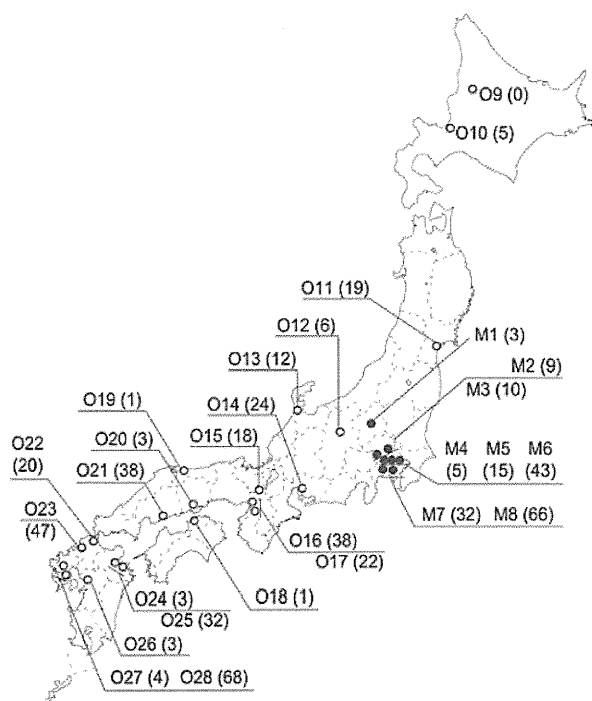 O9 (0)
O10 (5)
O11 (19)
O12 (6)
M1 (3)
O13 (12)
M2 (9)
M3 (10)
O19 (1)
O14 (24)
O20 (3)
O15 (18)
O22
(20)
M4 M5 M6
(5) (15) (43)
O21 (38)
O23
(47)
M7 (32) M8 (66)
O16 (38)
O17 (22)
O24 (3)
O18 (1)
O25 (32)
O26 (3)
O27 (4) O28 (68)